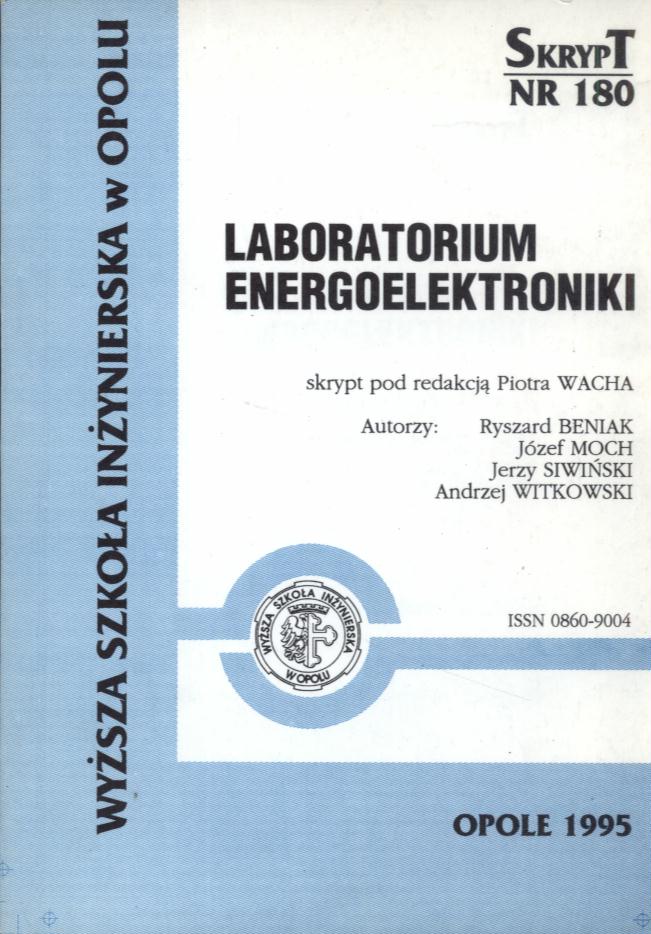 SKRYPT
NR 180
WYŻSZA SZKOŁA INŻYNIERSKA w OPOLU
LABORATORIUM
ENERGOELEKTRONIKI
skrypt pod redakcją Piotra WACHA
Autorzy: Ryszard BENIAK
Józef MOCH
Jerzy SIWIŃSKI
Andrzej WITKOWSKI
WYŻSZA SZKOŁA INŻYNIERSKA
W OPOLU
ISSN 0860-9004
OPOLE 1995